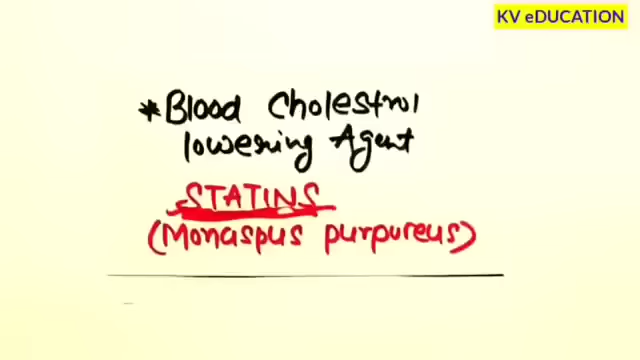 KV eDUCATION
*Blood Cholestrol
lowering Agent
STATINS
(Monaspus purpureus)